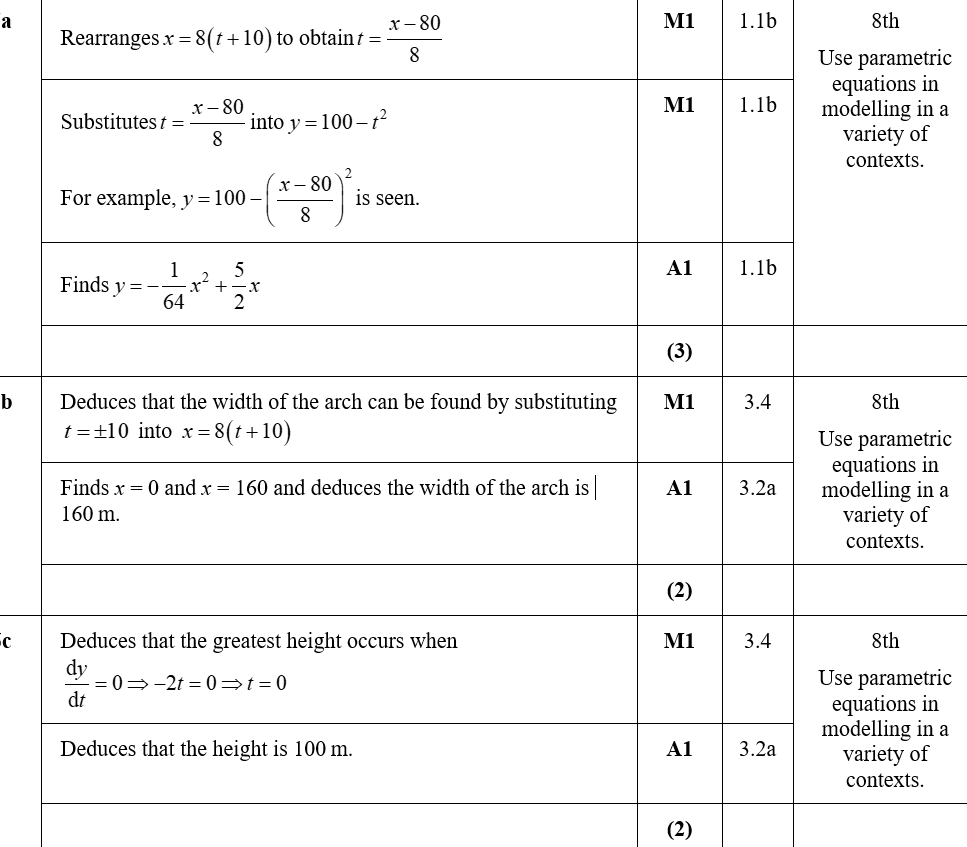 a
Rearranges x = 8(t + 10) to obtain t = (x − 80)/8
M1
1.1b
8th
Use parametric
equations in
modelling in a
variety of
contexts.
Substitutes t = (x − 80)/8 into y = 100 − t²
For example, y = 100 − ((x − 80)/8)² is seen.
M1
1.1b
Finds y = −1/64 x² + 5/2 x
A1
1.1b
(3)
b
Deduces that the width of the arch can be found by substituting
t = ±10 into x = 8(t + 10)
M1
3.4
8th
Use parametric
equations in
modelling in a
variety of
contexts.
Finds x = 0 and x = 160 and deduces the width of the arch is
160 m.
A1
3.2a
(2)
c
Deduces that the greatest height occurs when
dy/dt = 0 ⇒ −2t = 0 ⇒ t = 0
M1
3.4
8th
Use parametric
equations in
modelling in a
variety of
contexts.
Deduces that the height is 100 m.
A1
3.2a
(2)